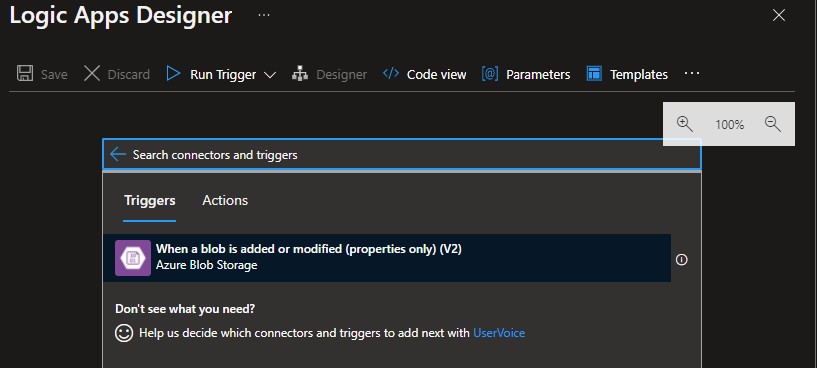 Logic Apps Designer ...
Save Discard Run Trigger Designer Code view Parameters Templates ...
100%
Search connectors and triggers
Triggers Actions
When a blob is added or modified (properties only) (V2)
Azure Blob Storage
Don't see what you need?
Help us decide which connectors and triggers to add next with UserVoice